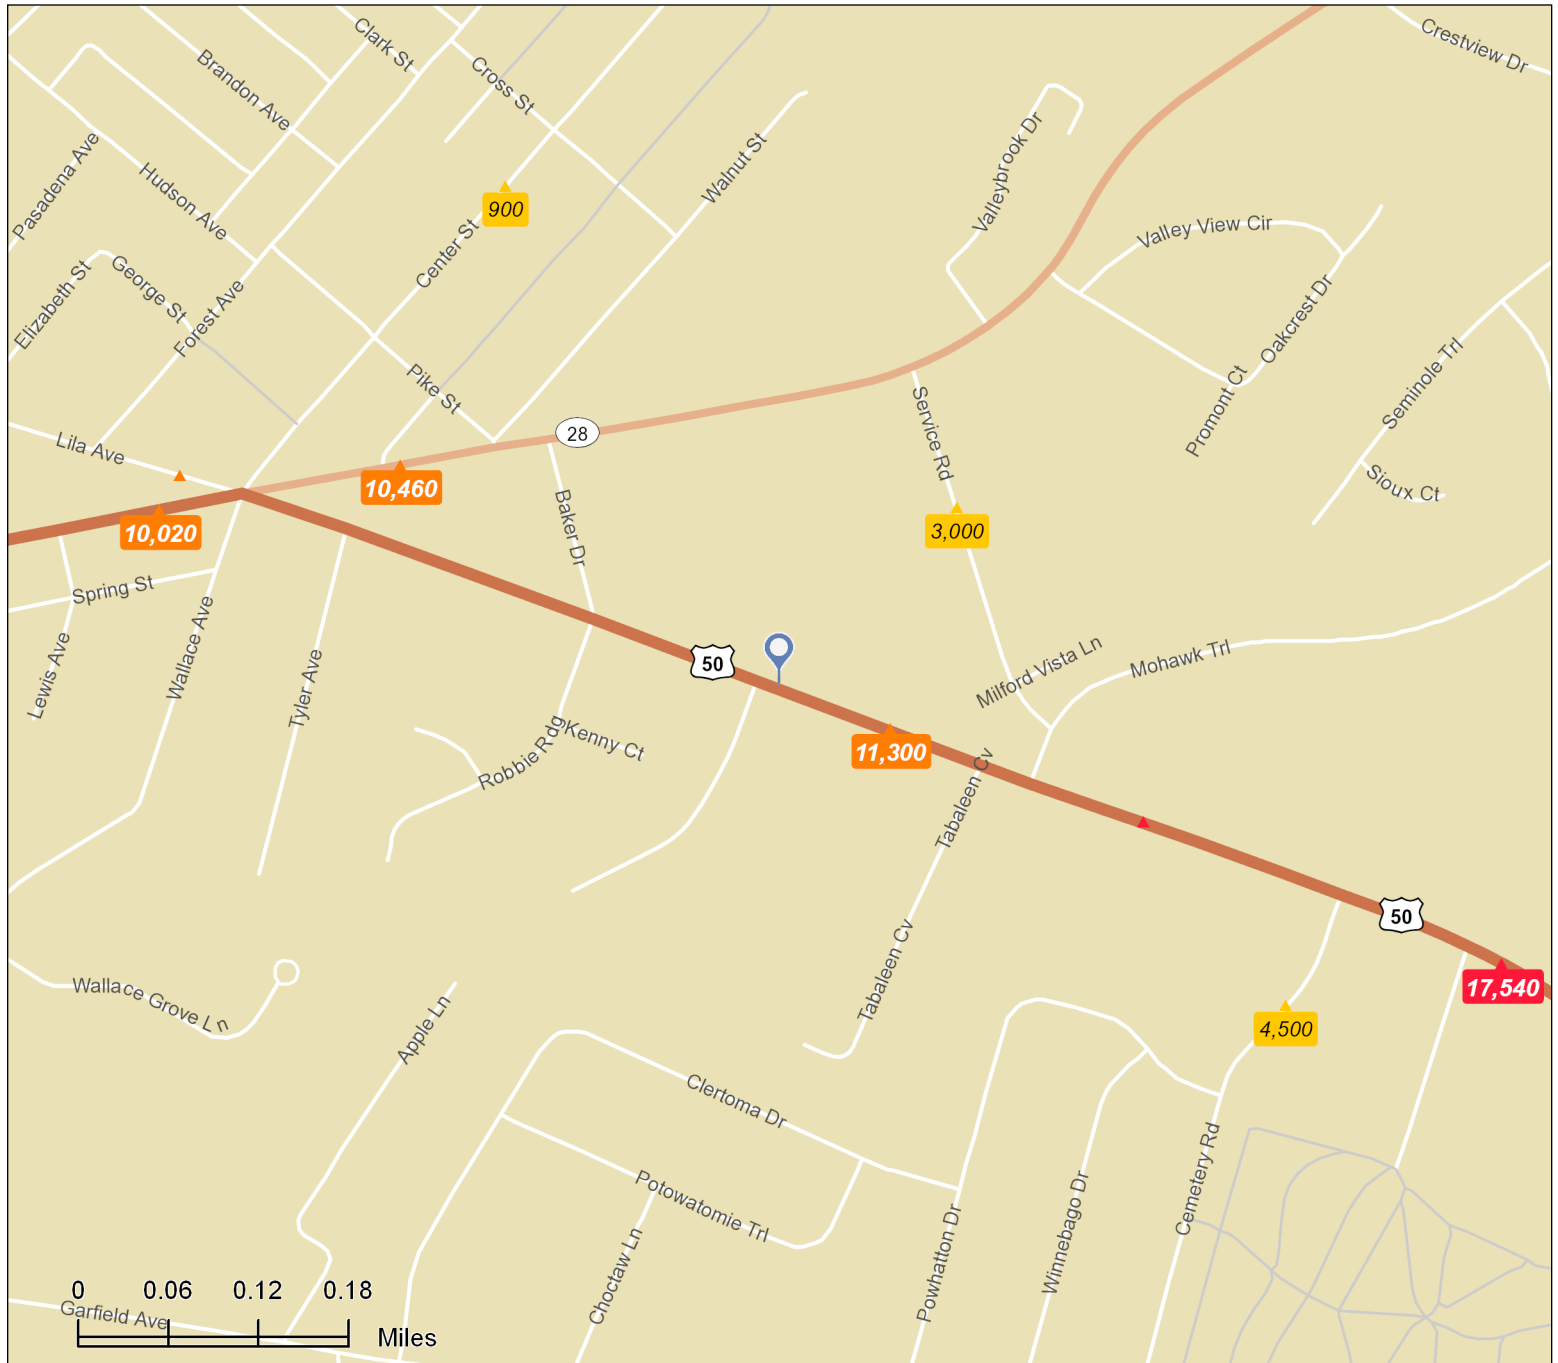 Clark St
Crestview Dr
Brandon Ave
Cross St
Pasadena Ave
Hudson Ave
Walnut St
Valleybrook Dr
900
Valley View Cir
Center St
Elizabeth St
George St
Forest Ave
Oakcrest Dr
Seminole Trl
Pike St
Promont Ct
Service Rd
28
Lila Ave
Sioux Ct
10,460
10,020
Baker Dr
3,000
Spring St
Wallace Ave
Lewis Ave
Tyler Ave
50
Milford Vista Ln
Mohawk Trl
Robbie Rdg
Kenny Ct
11,300
Tabaleen Cv
50
Tabaleen Cv
17,540
Wallace Grove Ln
Apple Ln
4,500
Clertoma Dr
Potowatomie Trl
Cemetery Rd
Choctaw Ln
Powhatton Dr
Winnebago Dr
0 0.06 0.12 0.18
Garfield Ave
Miles